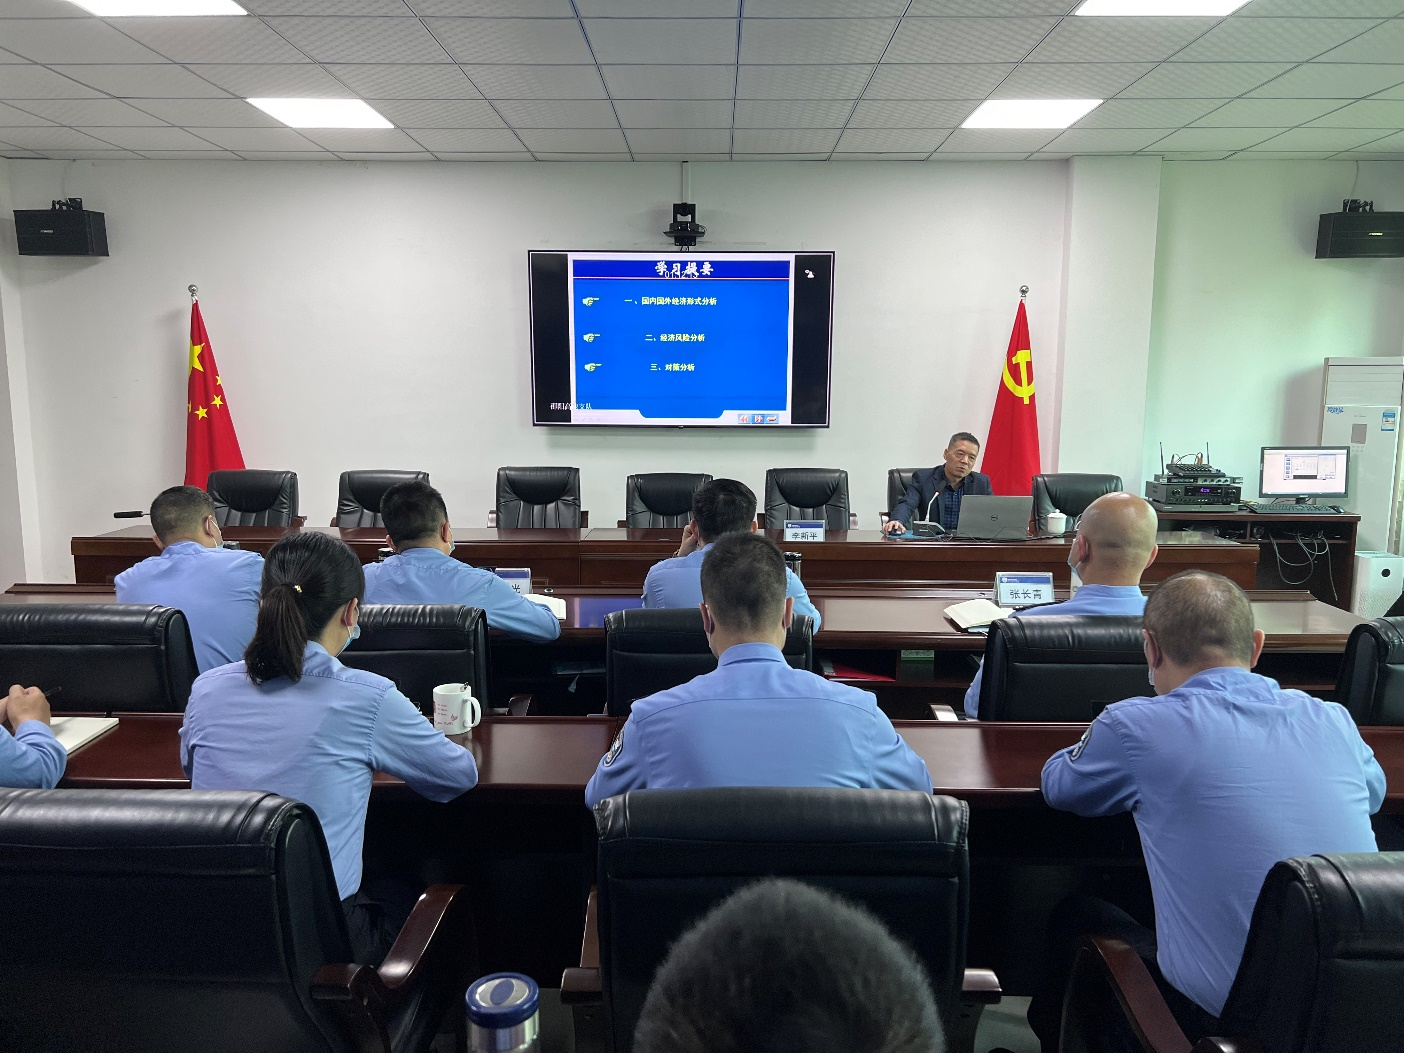 学习提要
一、国内国外经济形式分析
二、经济风险分析
三、对策分析
李新平
张长青